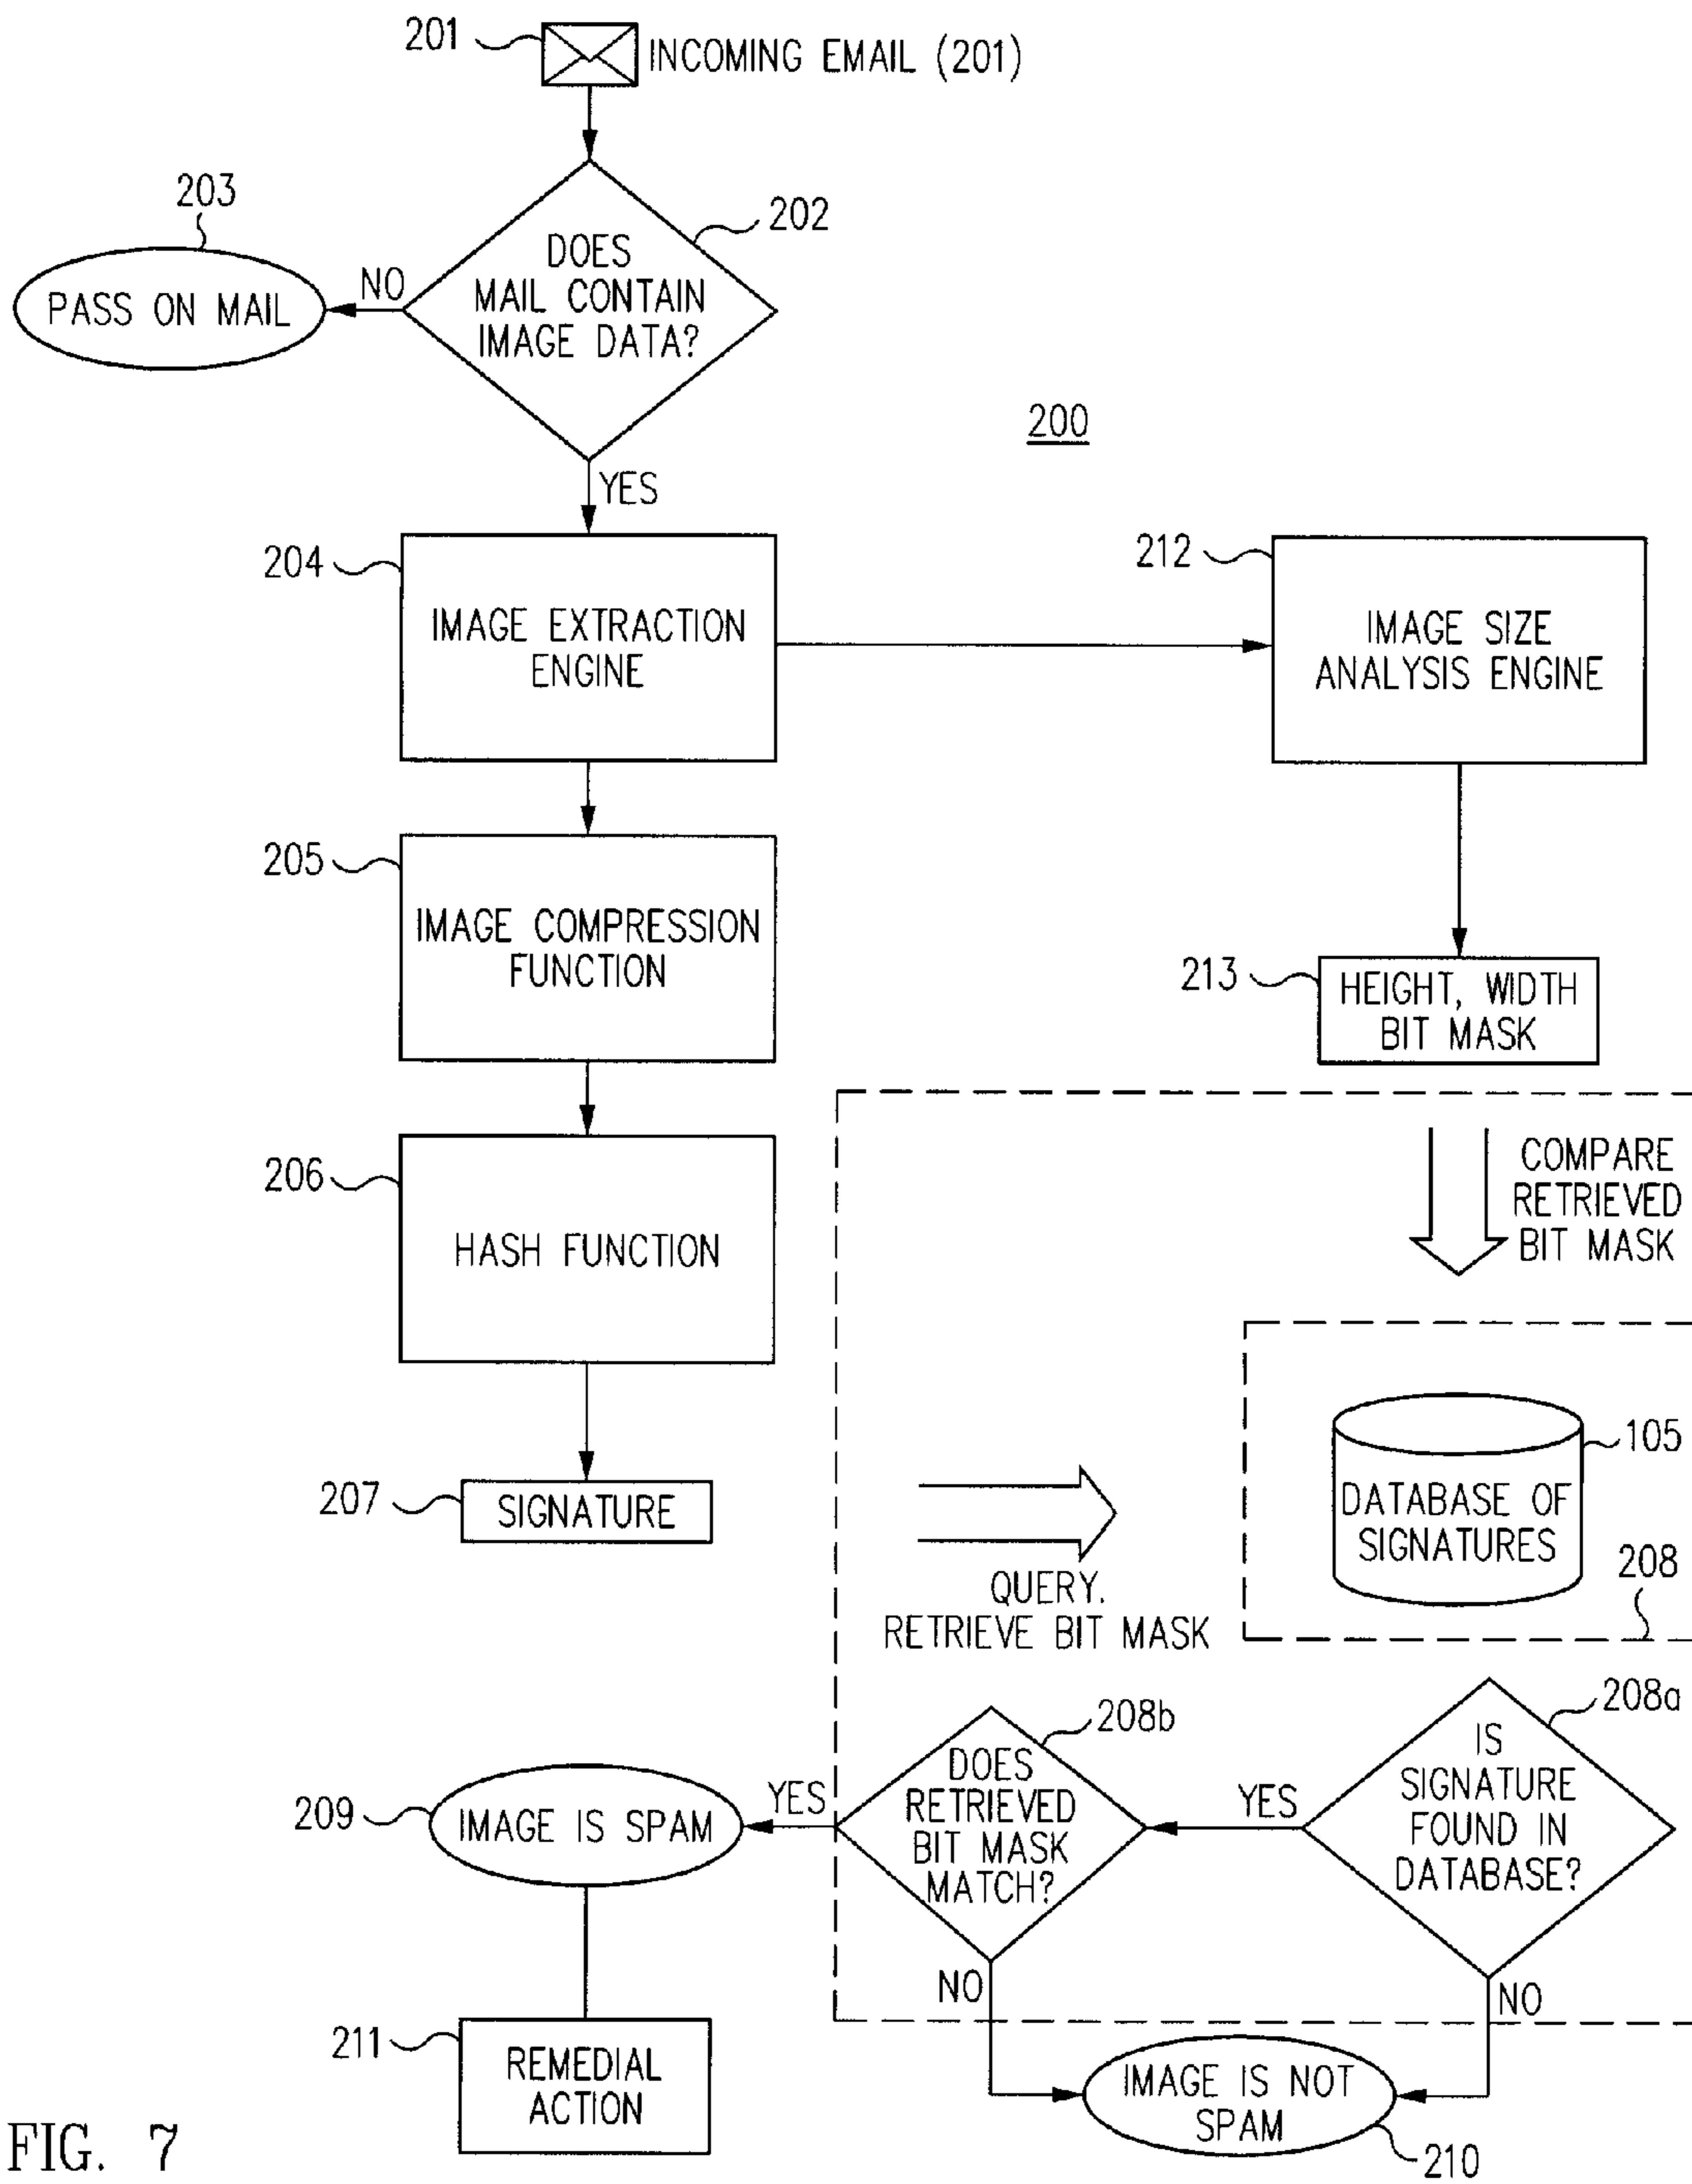 201
INCOMING EMAIL (201)
203
202
DOES
MAIL CONTAIN
IMAGE DATA?
NO
PASS ON MAIL
200
YES
204
IMAGE EXTRACTION
ENGINE
212
IMAGE SIZE
ANALYSIS ENGINE
205
IMAGE COMPRESSION
FUNCTION
213
HEIGHT, WIDTH
BIT MASK
206
HASH FUNCTION
COMPARE
RETRIEVED
BIT MASK
207
SIGNATURE
QUERY.
RETRIEVE BIT MASK
105
DATABASE OF
SIGNATURES
208
208b
DOES
RETRIEVED
BIT MASK
MATCH?
208a
IS
SIGNATURE
FOUND IN
DATABASE?
YES
YES
209
IMAGE IS SPAM
NO
NO
211
REMEDIAL
ACTION
IMAGE IS NOT
SPAM
210
FIG. 7